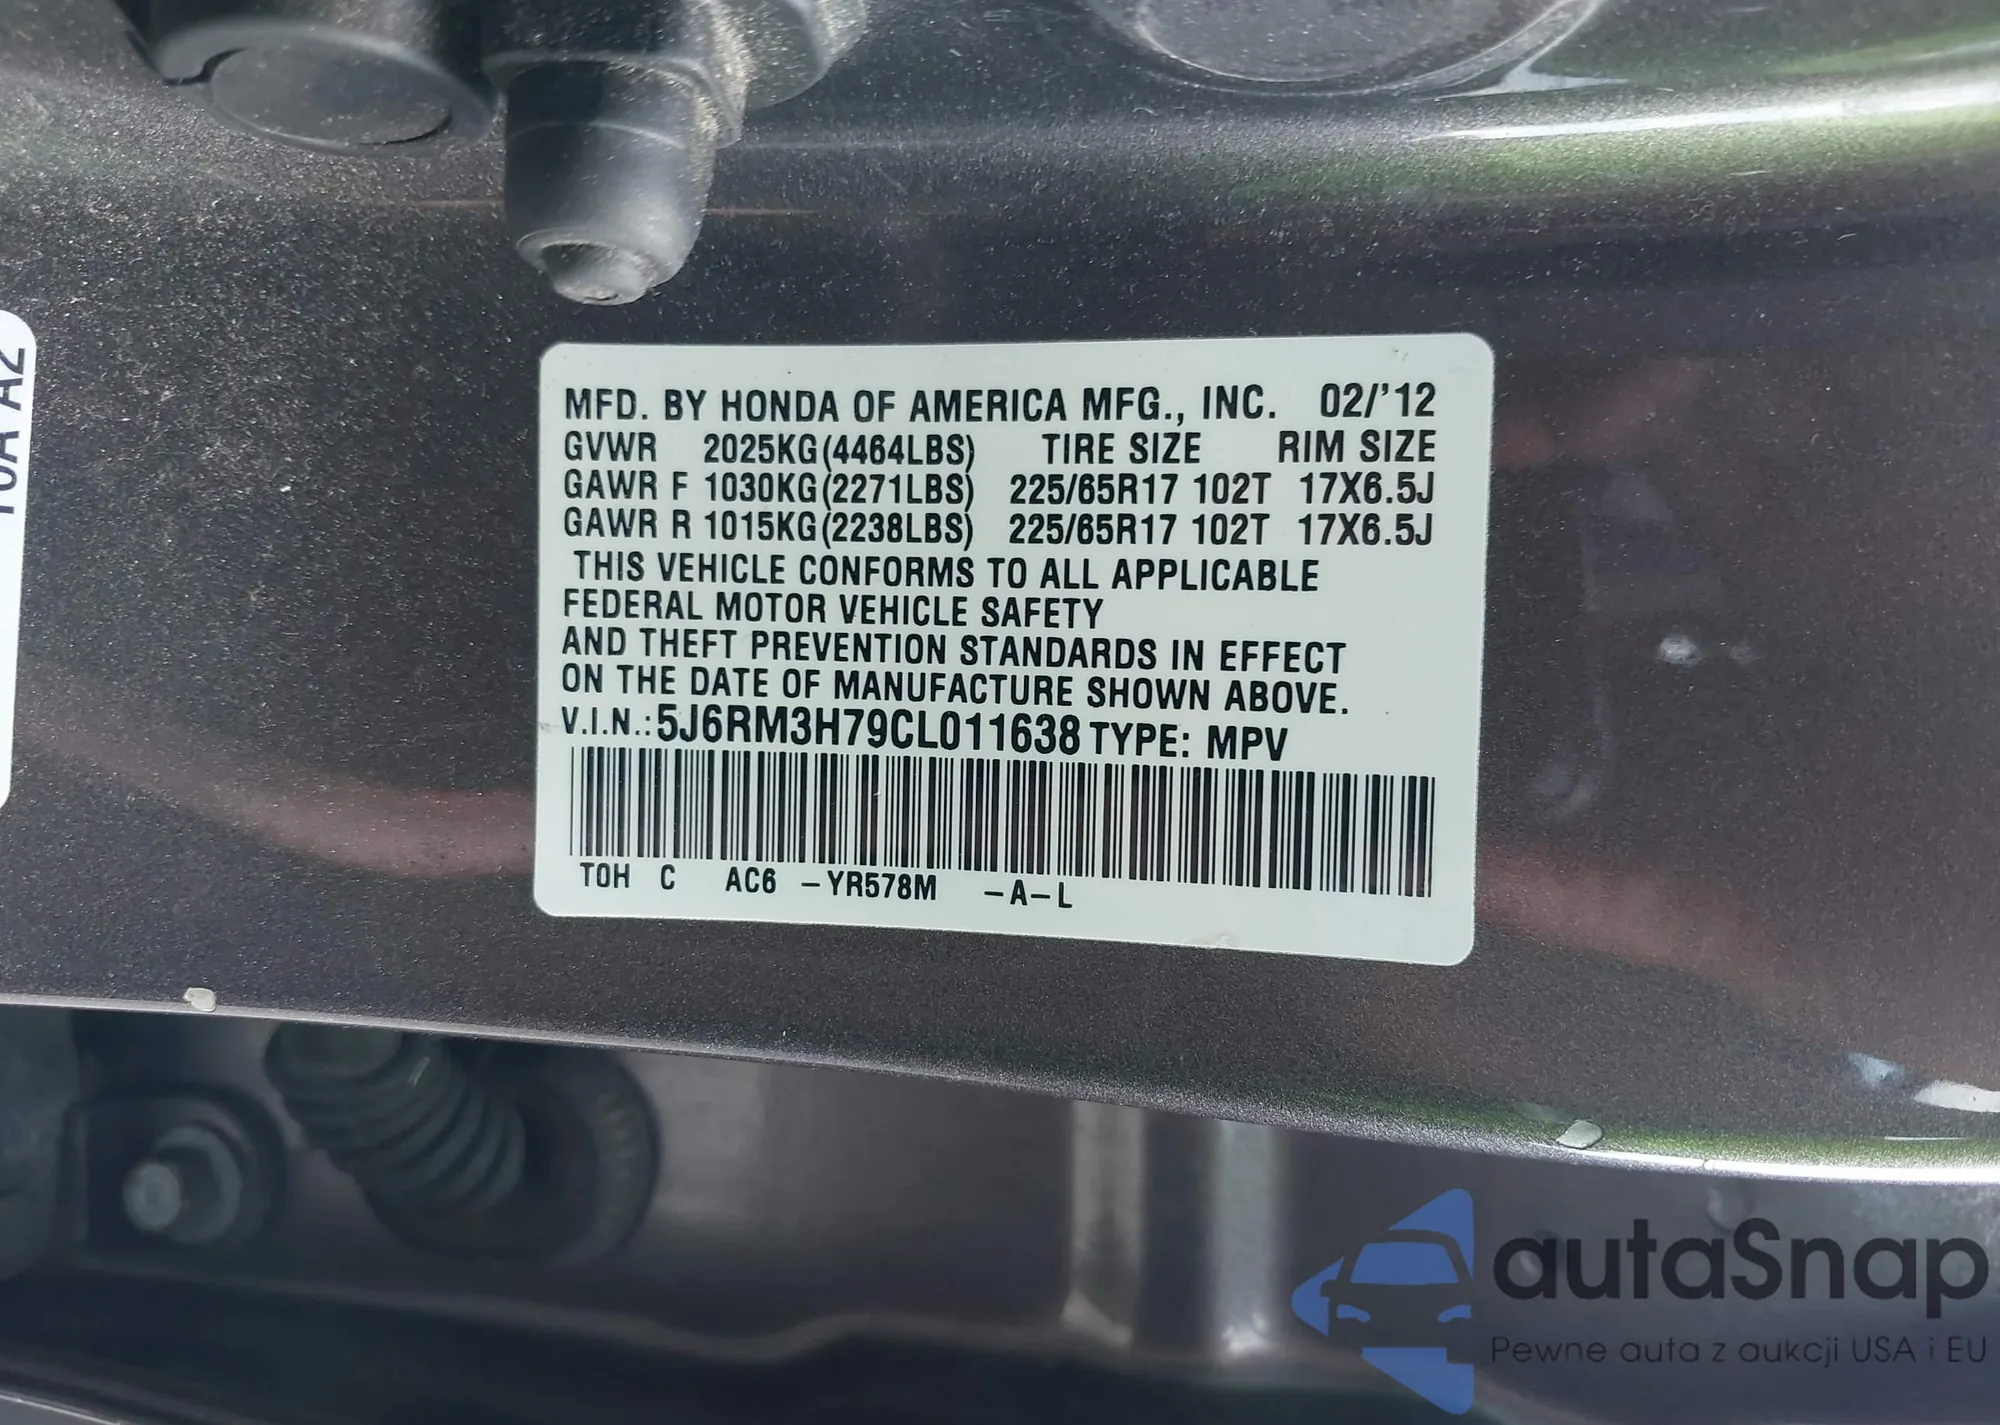 10A A2
MFD. BY HONDA OF AMERICA MFG., INC. 02/'12
GVWR 2025KG(4464LBS) TIRE SIZE RIM SIZE
GAWR F 1030KG(2271LBS) 225/65R17 102T 17X6.5J
GAWR R 1015KG(2238LBS) 225/65R17 102T 17X6.5J
THIS VEHICLE CONFORMS TO ALL APPLICABLE
FEDERAL MOTOR VEHICLE SAFETY
AND THEFT PREVENTION STANDARDS IN EFFECT
ON THE DATE OF MANUFACTURE SHOWN ABOVE.
V.I.N.: 5J6RM3H79CL011638 TYPE: MPV
TOH C AC6 -YR578M -A-L
autaSnap
Pewne auta z aukcji USA i EU